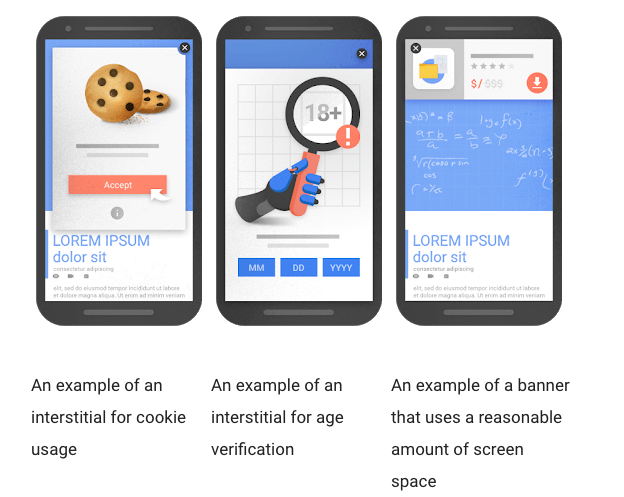 Accept
LOREM IPSUM
dolor sit
consectetur adipiscing
elit, sed do eiusmod tempor incididunt ut labore
et dolore magna aliqua. Ut enim ad minim veniam
18+
MM DD YYYY
$/$$$
LOREM IPSUM
dolor sit
consectetur adipiscing
elit, sed do eiusmod tempor incididunt ut labore
et dolore magna aliqua. Ut enim ad minim veniam
An example of an
interstitial for cookie
usage
An example of an
interstitial for age
verification
An example of a banner
that uses a reasonable
amount of screen
space